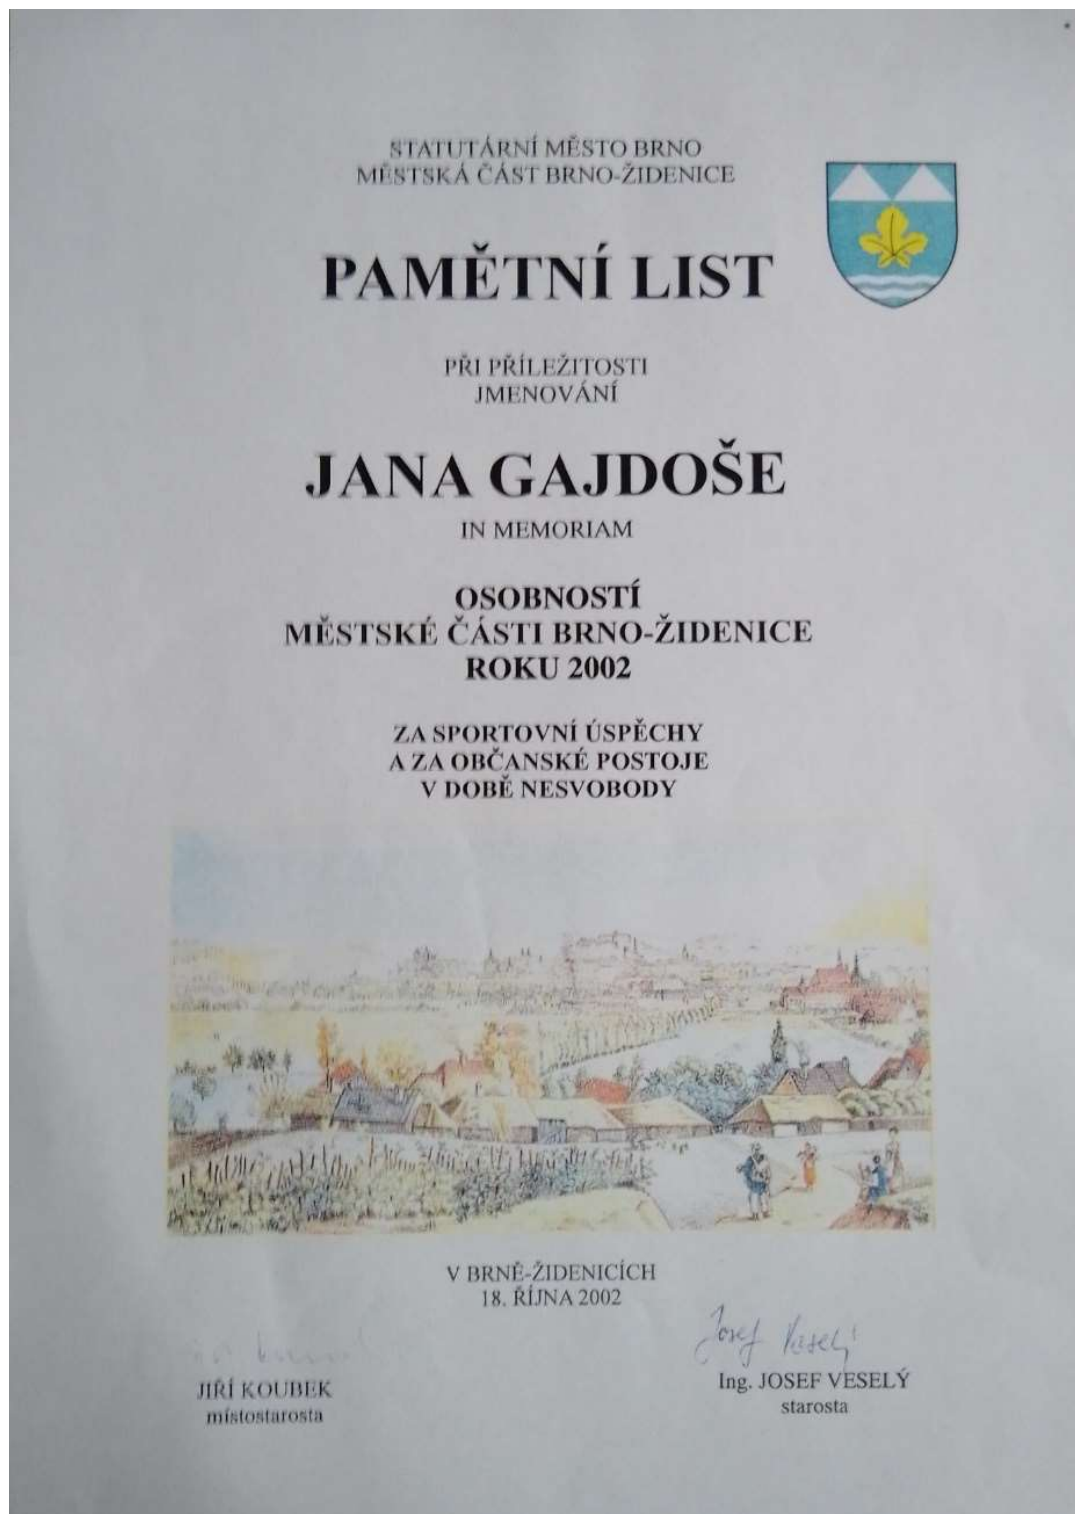 STATUTÁRNÍ MĚSTO BRNO
MĚSTSKÁ ČÁST BRNO-ŽIDENICE
PAMĚTNÍ LIST
PŘI PŘÍLEŽITOSTI
JMENOVÁNÍ
JANA GAJDOŠE
IN MEMORIAM
OSOBNOSTÍ
MĚSTSKÉ ČÁSTI BRNO-ŽIDENICE
ROKU 2002
ZA SPORTOVNÍ ÚSPĚCHY
A ZA OBČANSKÉ POSTOJE
V DOBĚ NESVOBODY
V BRNĚ-ŽIDENICÍCH
18. ŘÍJNA 2002
Josef Veselý
JIŘÍ KOUBEK
místostarosta
Ing. JOSEF VESELÝ
starosta